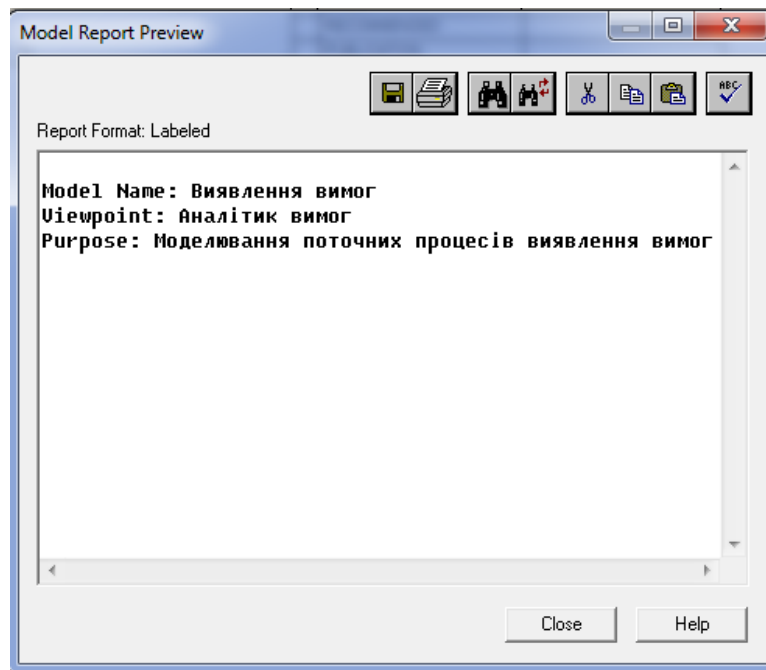 Model Report Preview
ABC
Report Format: Labeled
Model Name: Виявлення вимог
Viewpoint: Аналітик вимог
Purpose: Моделювання поточних процесів виявлення вимог
Close
Help